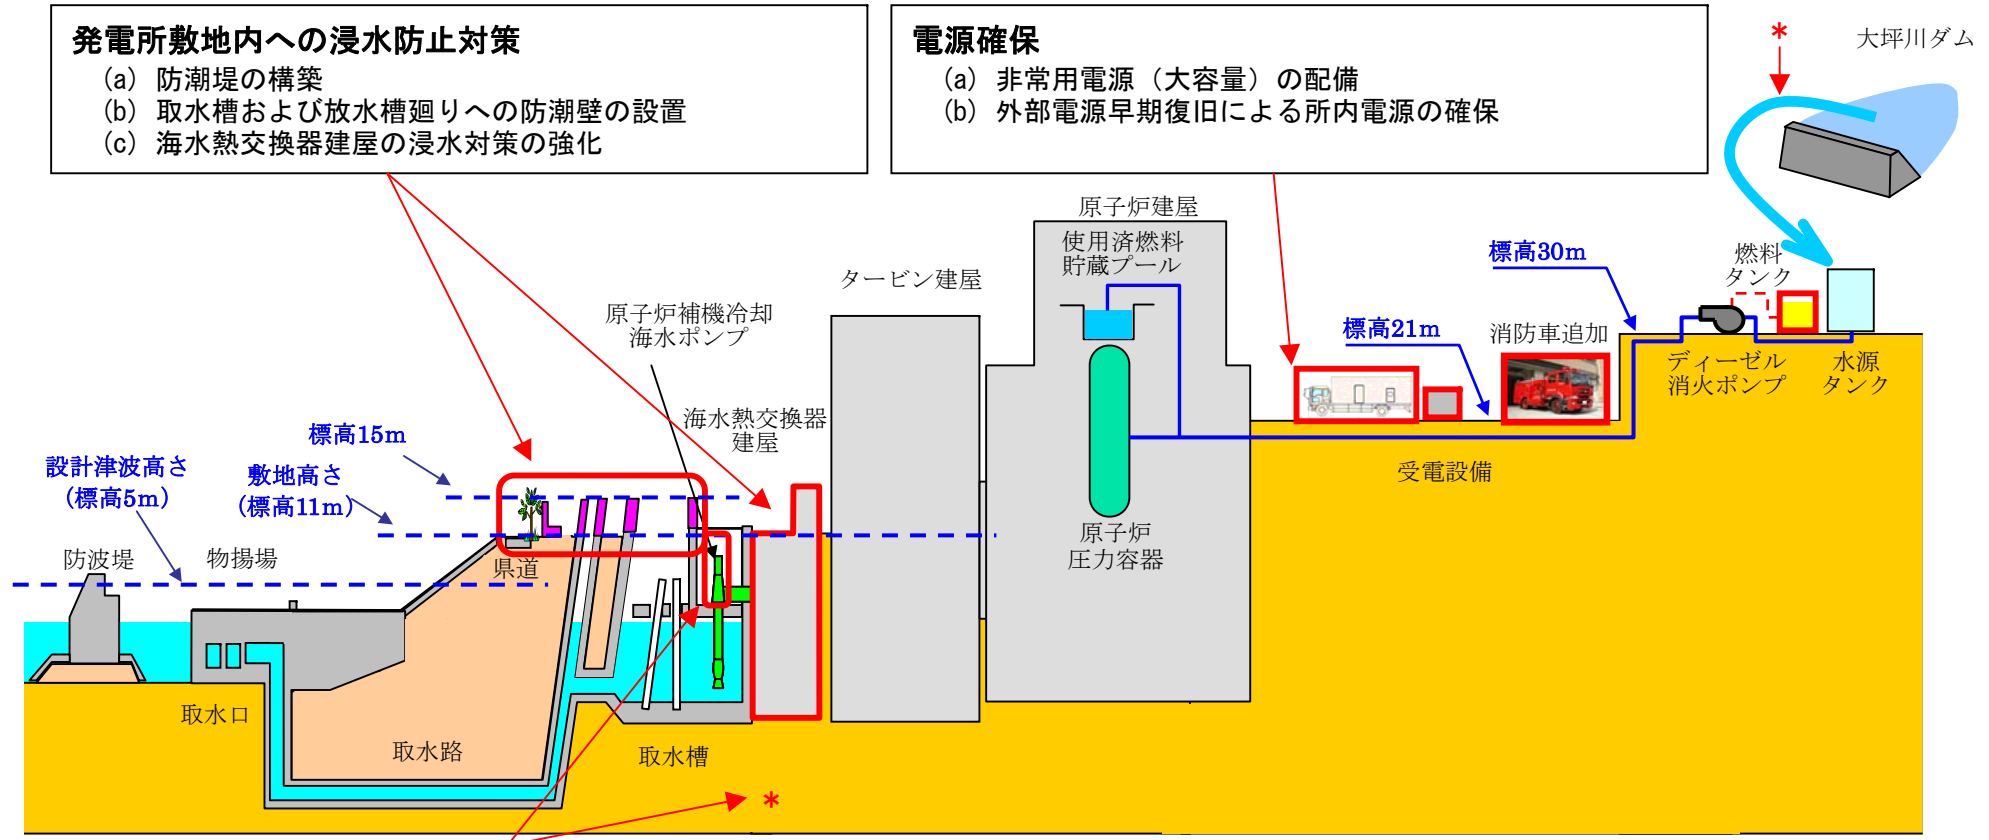 発電所敷地内への浸水防止対策
(a) 防潮堤の構築
(b) 取水槽および放水槽廻りへの防潮壁の設置
(c) 海水熱交換器建屋の浸水対策の強化
電源確保
(a) 非常用電源（大容量）の配備
(b) 外部電源早期復旧による所内電源の確保
*
大坪川ダム
原子炉建屋
使用済燃料
貯蔵プール
タービン建屋
原子炉補機冷却
海水ポンプ
海水熱交換器
建屋
標高30m
燃料
タンク
標高21m
消防車追加
ディーゼル
消火ポンプ
水源
タンク
受電設備
標高15m
設計津波高さ
(標高5m)
敷地高さ
(標高11m)
防波堤
物揚場
県道
原子炉
圧力容器
取水口
取水路
取水槽
*